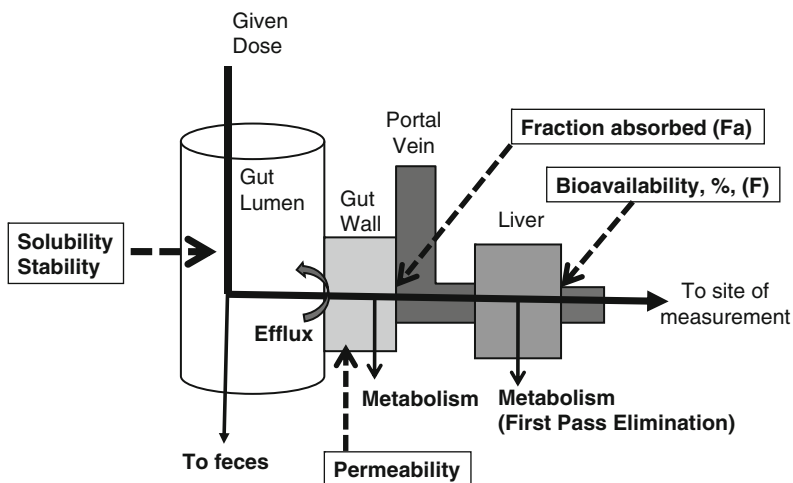 Given
Dose
Portal
Vein
Fraction absorbed (Fa)
Bioavailability, %, (F)
Gut
Lumen
Gut
Wall
Liver
Solubility
Stability
Efflux
To site of
measurement
Metabolism
Metabolism
(First Pass Elimination)
To feces
Permeability